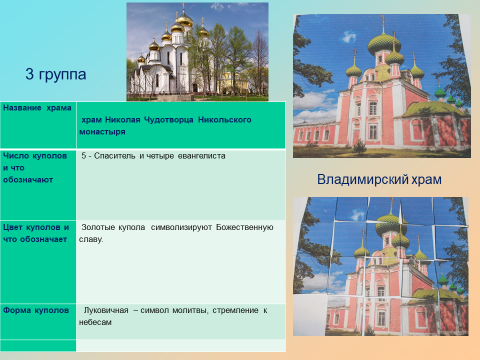 3 группа
Название храма
храм Николая Чудотворца Никольского
монастыря
Число куполов
и что
обозначают
5 - Спаситель и четыре евангелиста
Цвет куполов и
что обозначает
Золотые купола символизируют Божественную
славу.
Форма куполов
Луковичная – символ молитвы, стремление к
небесам
Владимирский храм